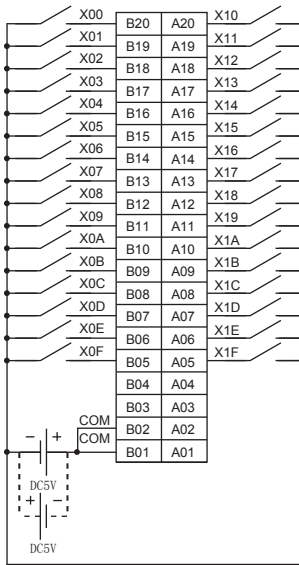 X00 B20 A20 X10
X01 B19 A19 X11
X02 B18 A18 X12
X03 B17 A17 X13
X04 B16 A16 X14
X05 B15 A15 X15
X06 B14 A14 X16
X07 B13 A13 X17
X08 B12 A12 X18
X09 B11 A11 X19
X0A B10 A10 X1A
X0B B09 A09 X1B
X0C B08 A08 X1C
X0D B07 A07 X1D
X0E B06 A06 X1E
X0F B05 A05 X1F
B04 A04
B03 A03
COM B02 A02
COM B01 A01
− +
DC5V
+ −
DC5V